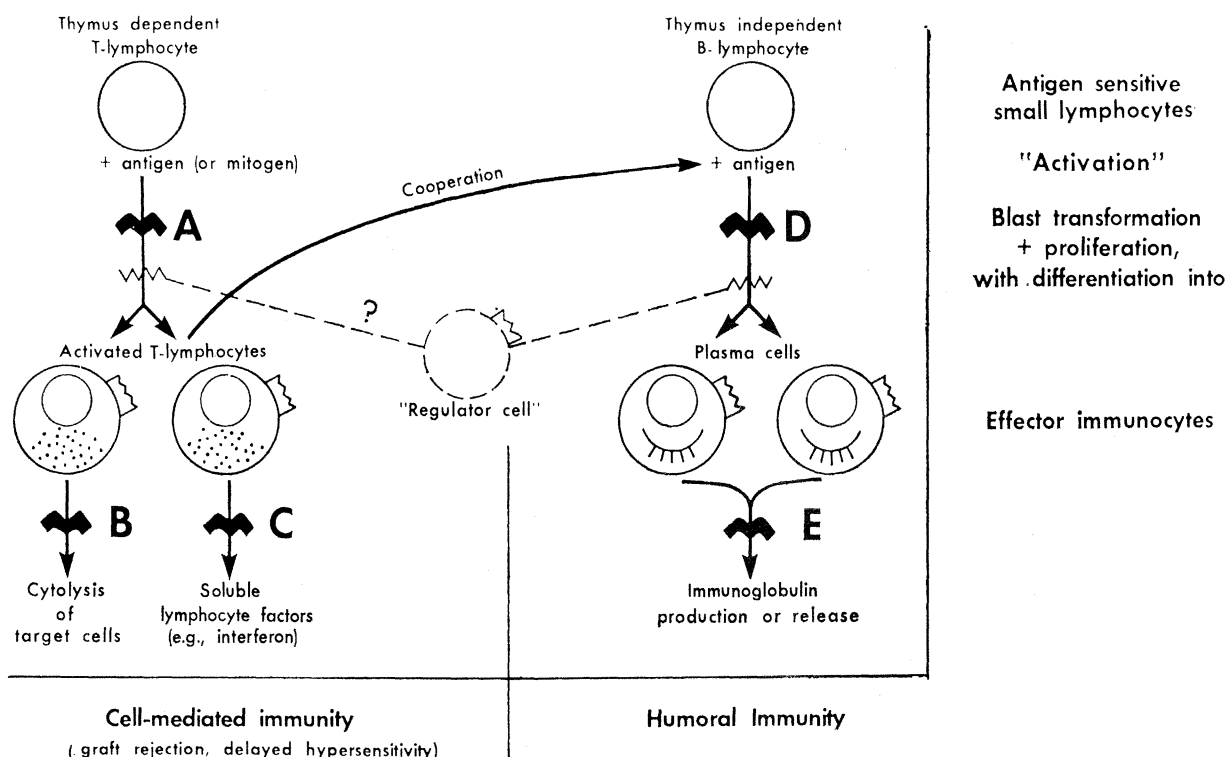 Thymus dependent
T-lymphocyte
Thymus independent
B-lymphocyte
Antigen sensitive
small lymphocytes
+ antigen (or mitogen)
Cooperation
+ antigen
"Activation"
A
D
Blast transformation
+ proliferation,
with differentiation into
?
Activated T-lymphocytes
Plasma cells
"Regulator cell"
Effector immunocytes
B
C
E
Cytolysis
of
target cells
Soluble
lymphocyte factors
(e.g., interferon)
Immunoglobulin
production or release
Cell-mediated immunity
(graft rejection, delayed hypersensitivity)
Humoral Immunity